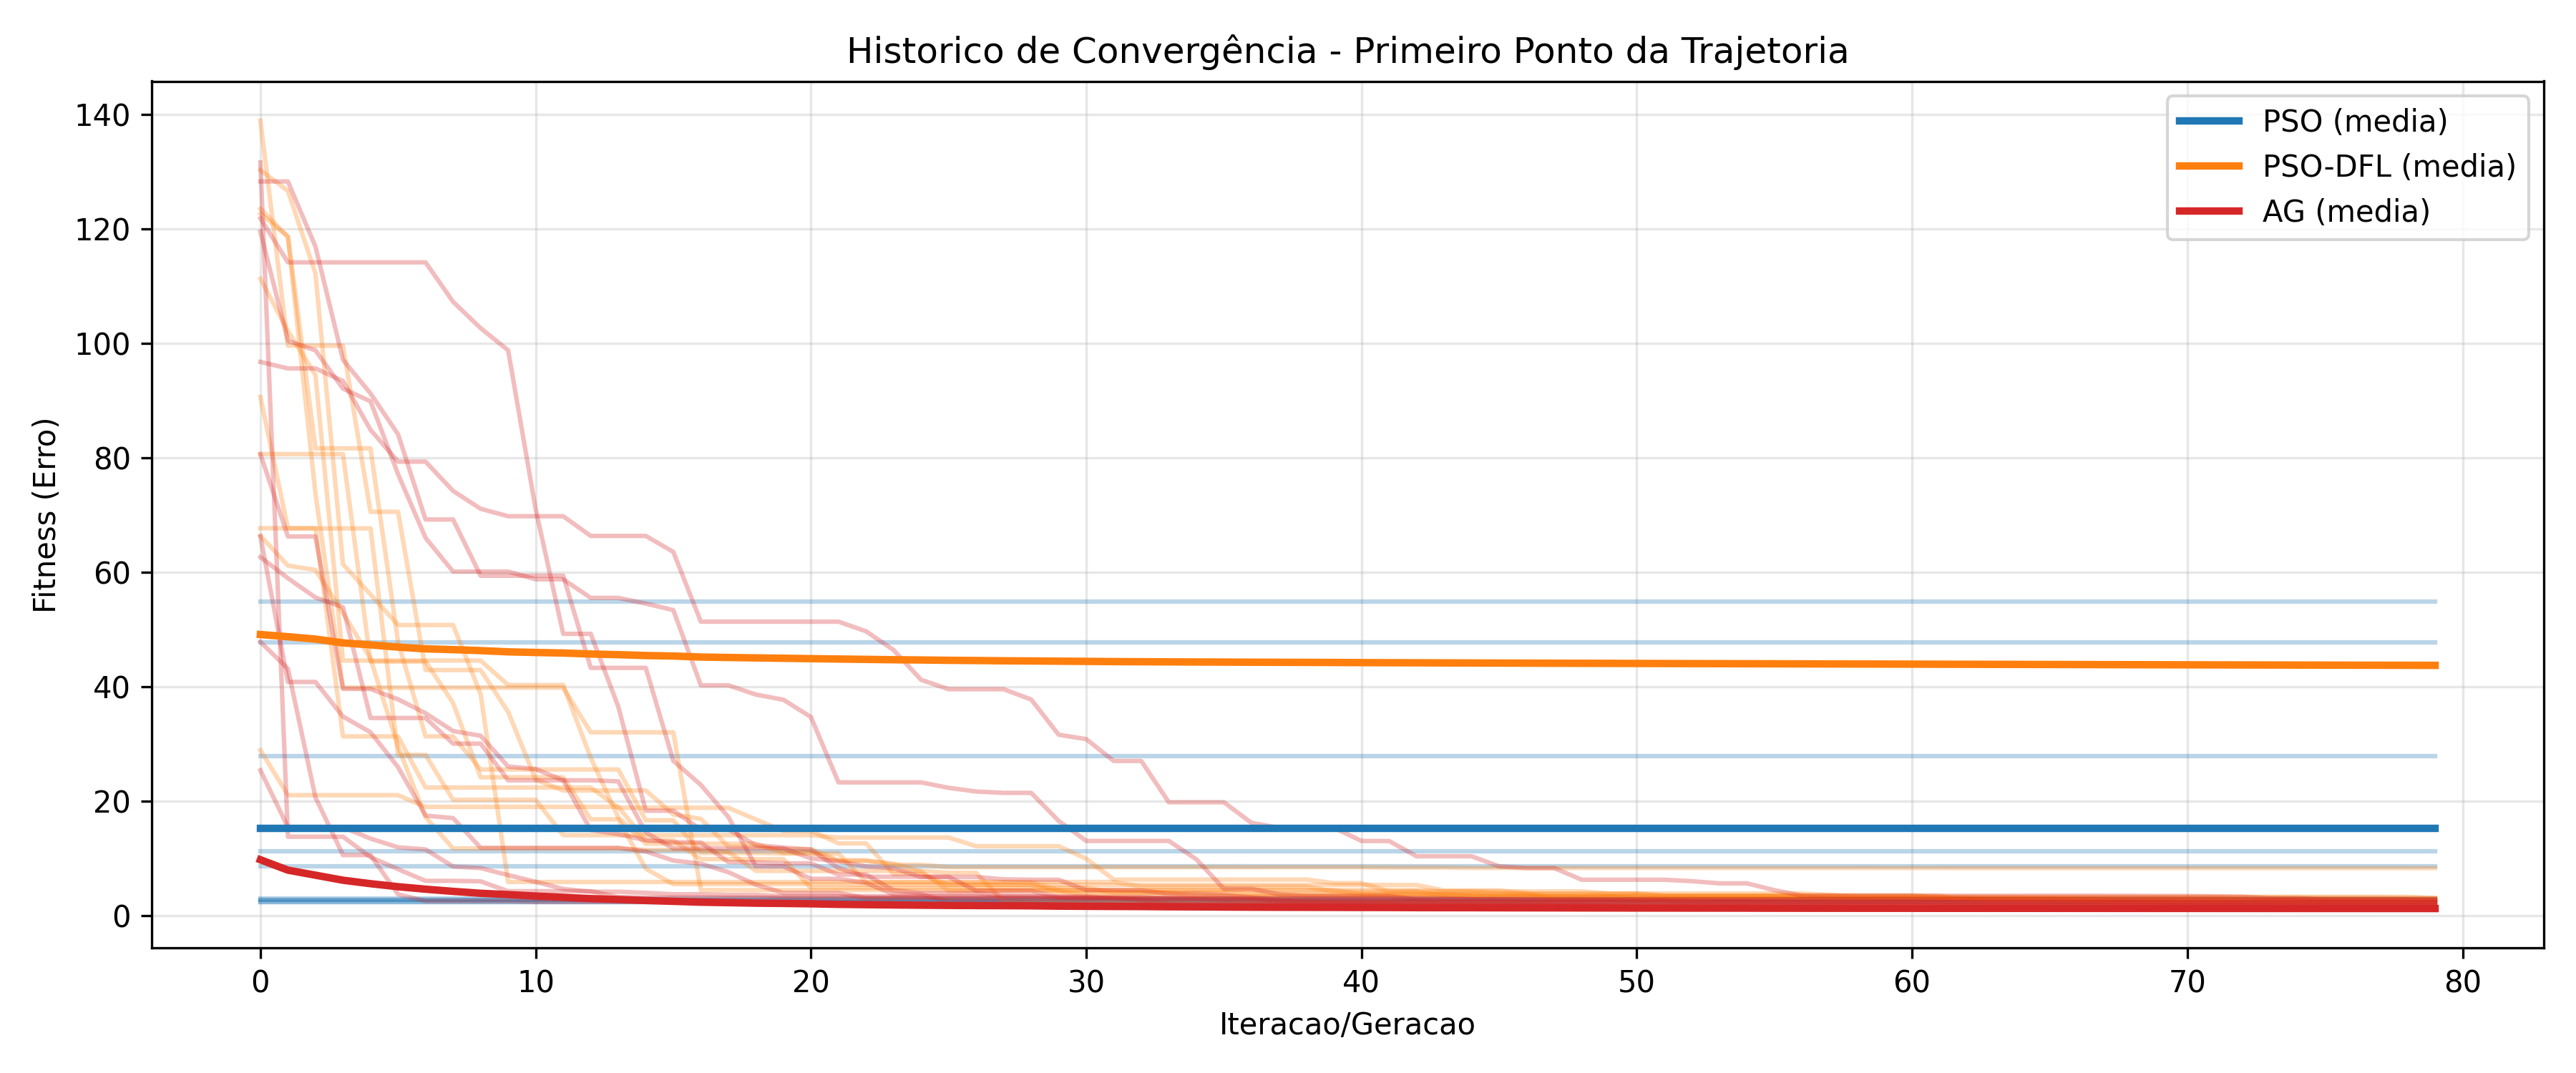 Historico de Convergência - Primeiro Ponto da Trajetoria
140
120
100
80
60
40
20
0
Fitness (Erro)
PSO (media)
PSO-DFL (media)
AG (media)
0 10 20 30 40 50 60 70 80
Iteracao/Geracao